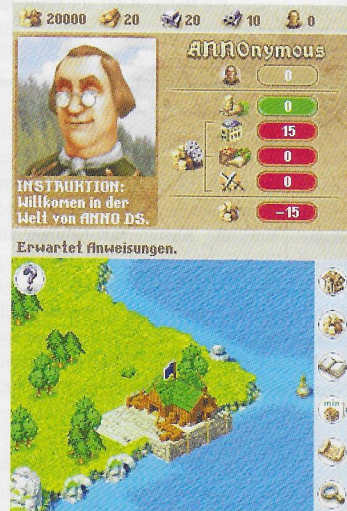 20000 20 20 10 0
ANNOnymous
0
0
15
0
0
-15
INSTRUKTION:
Willkomen in der
Welt von ANNO DS.
Erwartet Anweisungen.
?
min